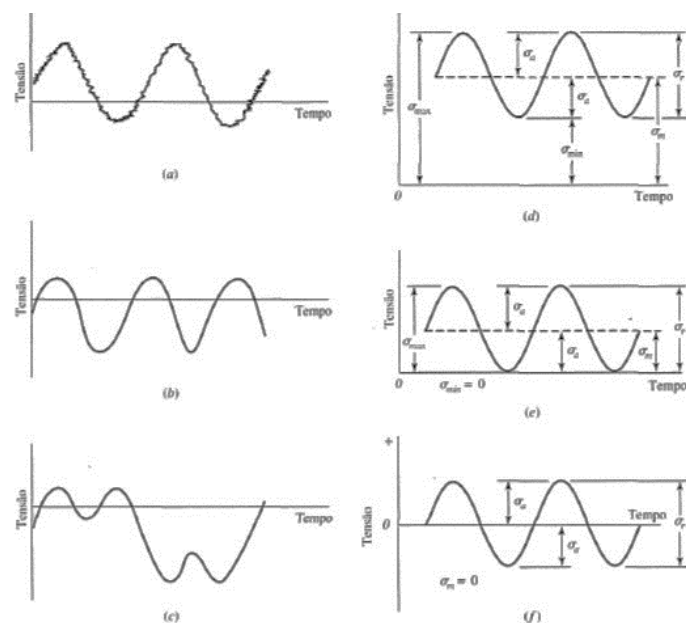 Tensão
Tempo
(a)
Tensão
(b)
Tensão
Tempo
(c)
Tensão
σmax
σa
σa
σmin
σm
σr
0
Tempo
(d)
Tensão
σmax
σa
σa
σm
σr
0
σmin = 0
Tempo
(e)
+
0
Tensão
σa
σa
Tempo
σr
σm = 0
(f)